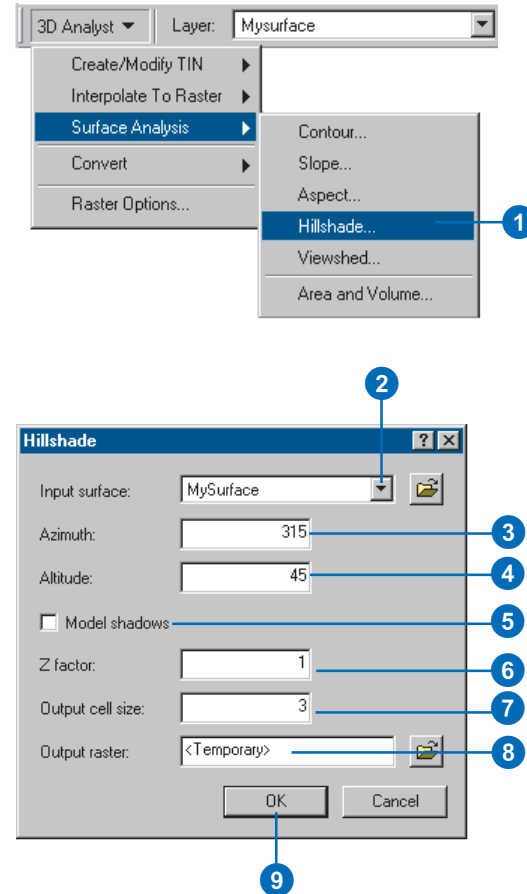 3D Analyst Layer: Mysurface
Create/Modify TIN
Interpolate To Raster
Surface Analysis
Convert
Raster Options...
Contour...
Slope...
Aspect...
Hillshade...
1
Viewshed...
Area and Volume...
2
Hillshade ?
Input surface: MySurface
Azimuth: 315 3
Altitude: 45 4
Model shadows 5
Z factor: 1 6
Output cell size: 3 7
Output raster: <Temporary> 8
OK Cancel
9